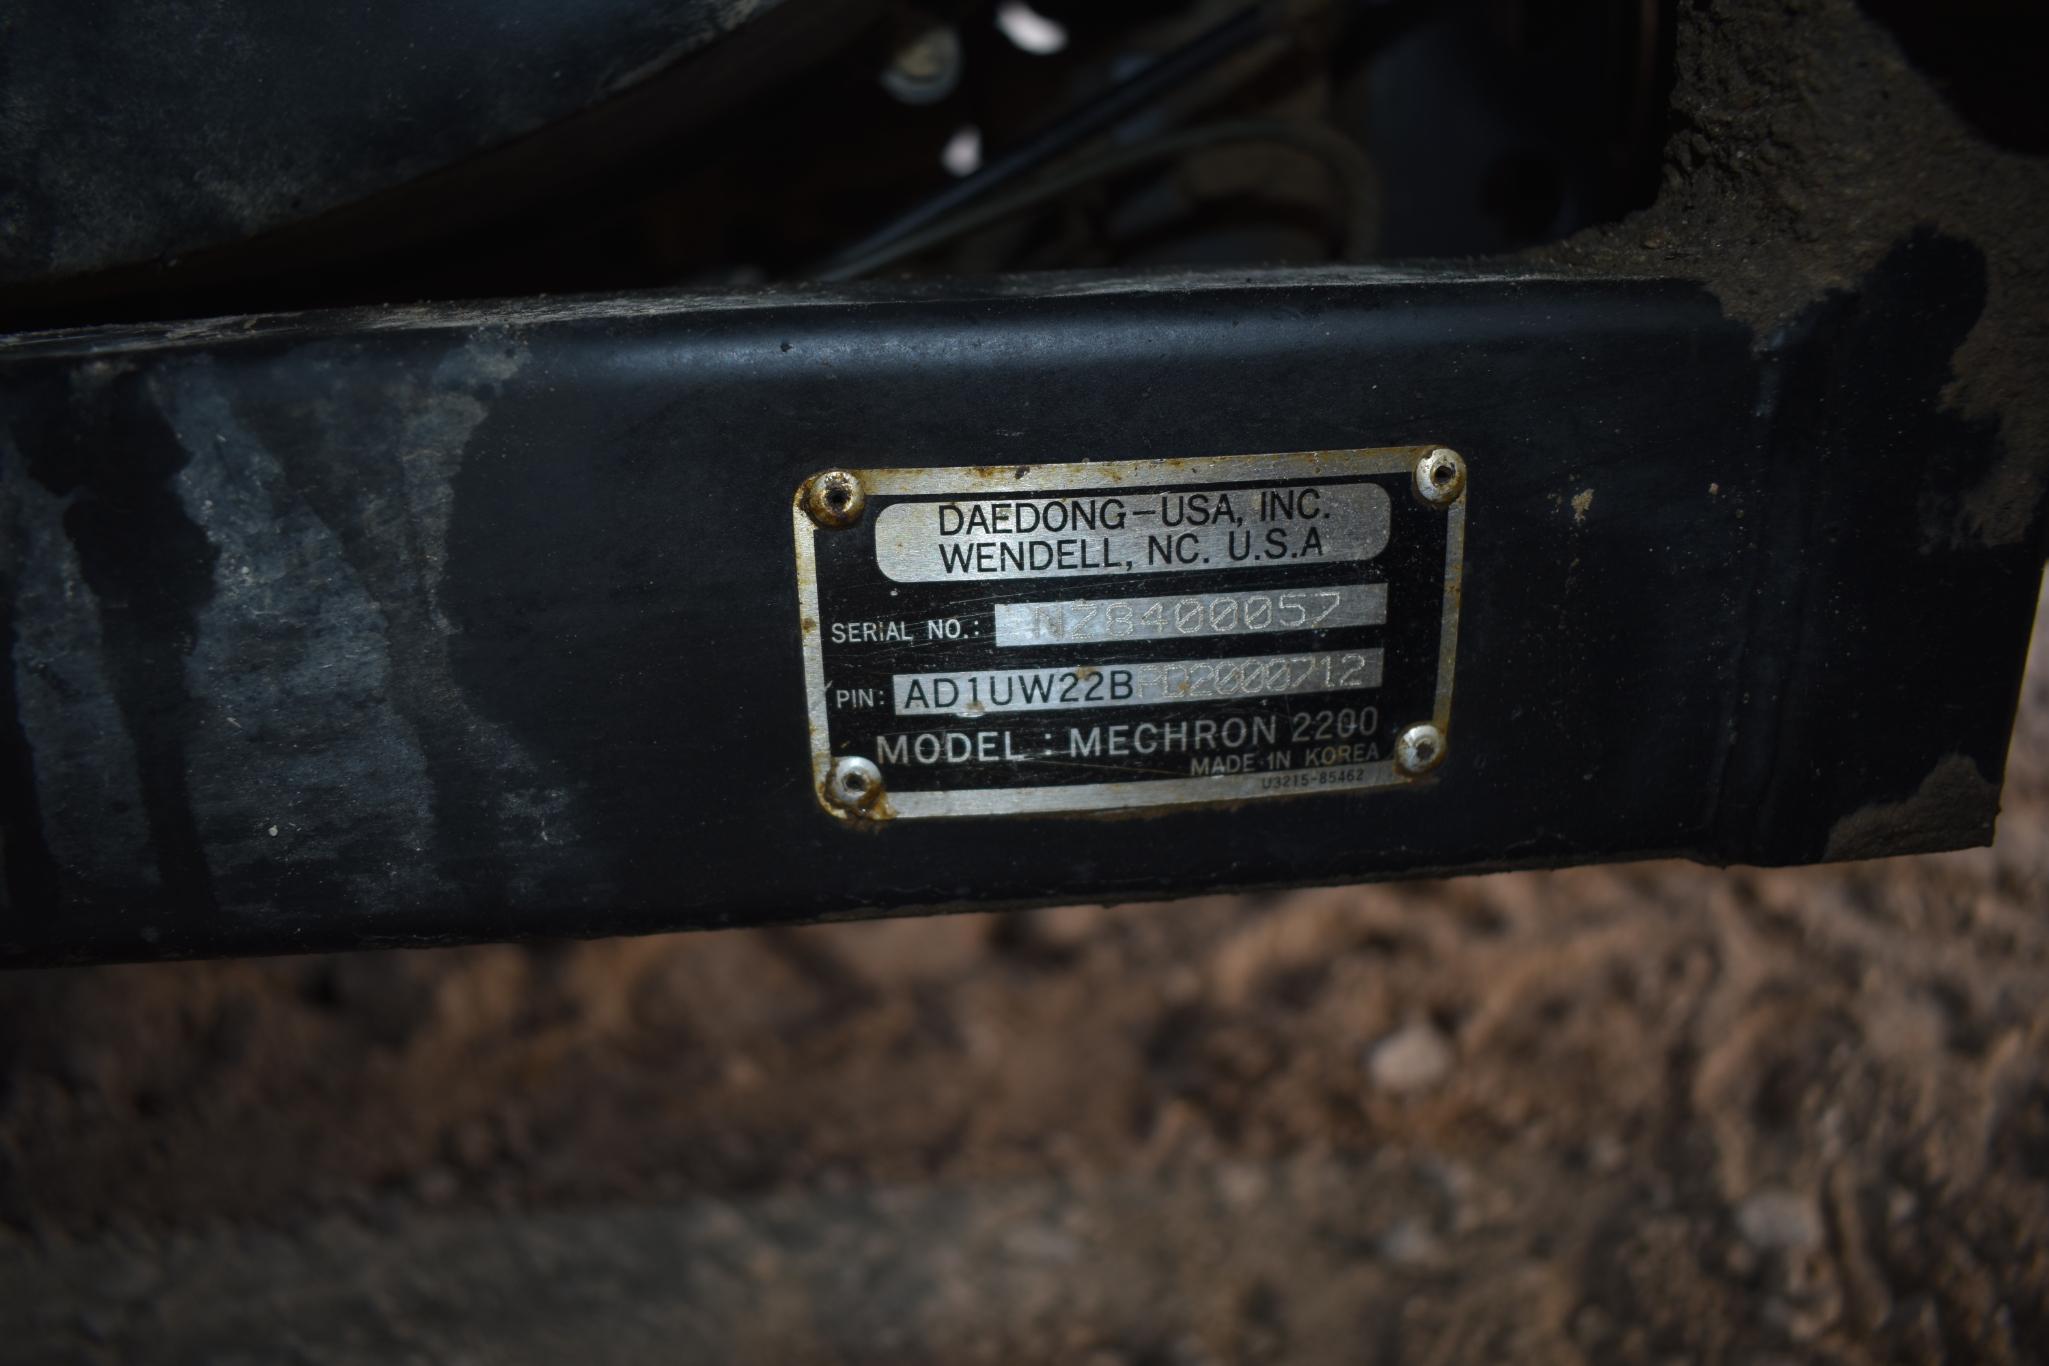 DAEDONG-USA, INC.
WENDELL, NC. U.S.A
SERIAL NO.: NZ8400057
PIN: AD1UW22BPD2000712
MODEL : MECHRON 2200
MADE IN KOREA
U3215-85462